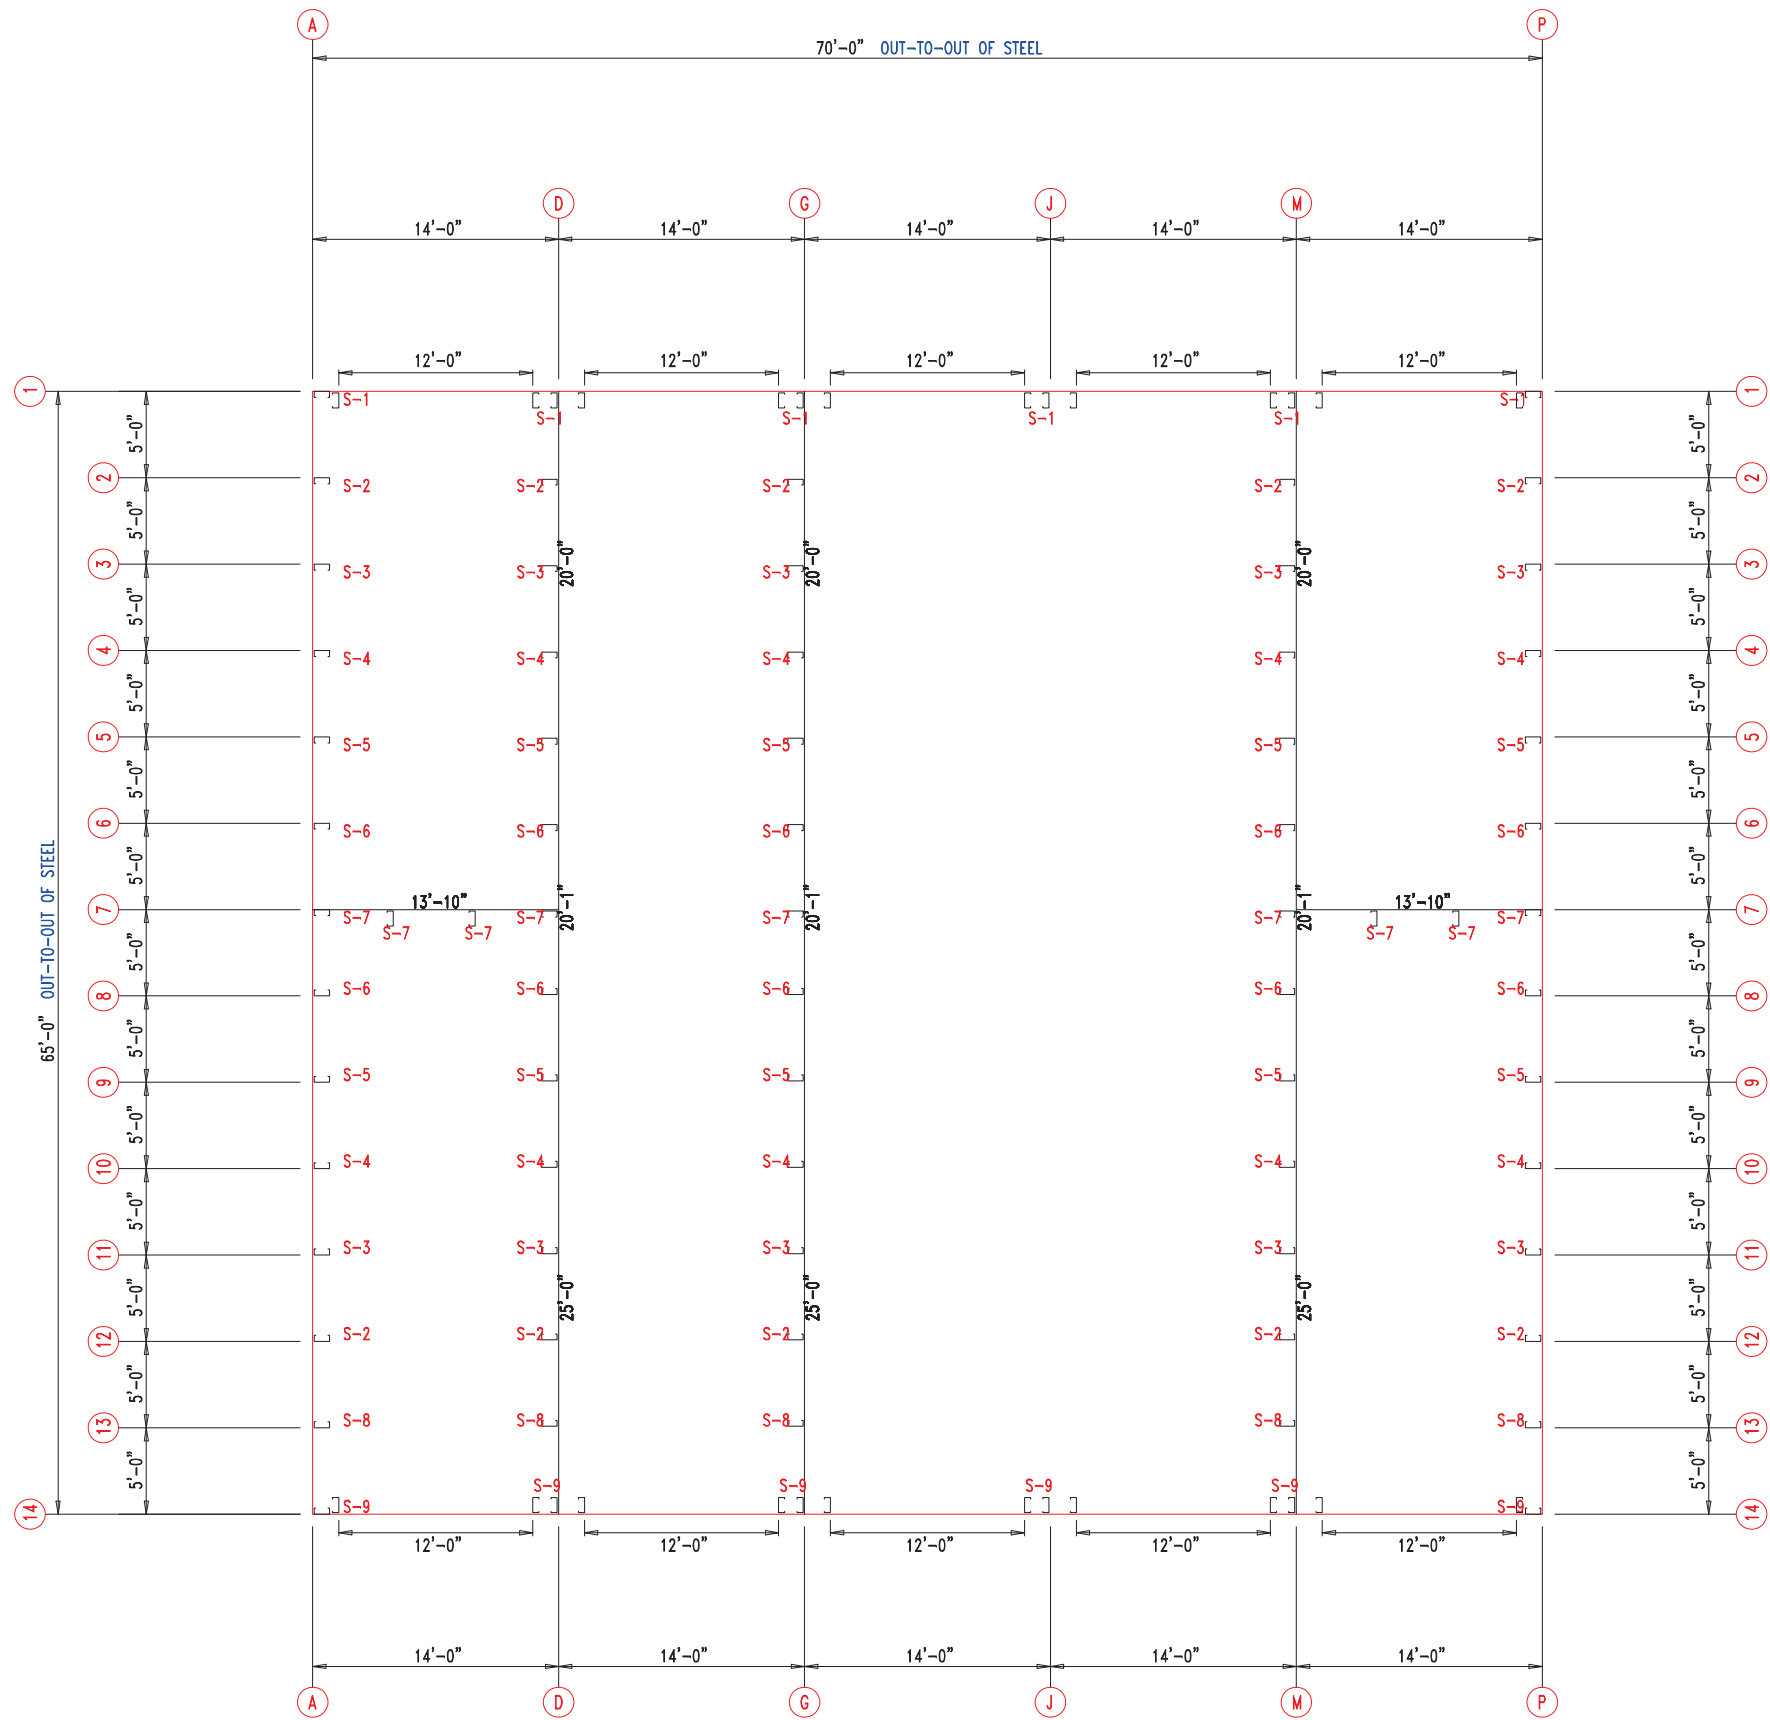 A P
70'-0" OUT-TO-OUT OF STEEL
D G J M
14'-0" 14'-0" 14'-0" 14'-0" 14'-0"
12'-0" 12'-0" 12'-0" 12'-0" 12'-0"
1 S-1 S-1 1
S-1 S-1 S-1 S-1
5'-0" 5'-0"
2 S-2 S-2 S-2 S-2 S-2 2
5'-0" 5'-0"
3 S-3 S-3 20'-0" S-3 20'-0" S-3 20'-0" S-3 3
5'-0" 5'-0"
4 S-4 S-4 S-4 S-4 S-4 4
5'-0" 5'-0"
5 S-5 S-5 S-5 S-5 S-5 5
5'-0" 5'-0"
6 S-6 S-6 S-6 S-6 S-6 6
5'-0" 5'-0"
65'-0" OUT-TO-OUT OF STEEL
13'-10" 13'-10"
7 S-7 S-7 20'-1" S-7 20'-1" S-7 20'-1" S-7 7
S-7 S-7 S-7 S-7
5'-0" 5'-0"
8 S-6 S-6 S-6 S-6 S-6 8
5'-0" 5'-0"
9 S-5 S-5 S-5 S-5 S-5 9
5'-0" 5'-0"
10 S-4 S-4 S-4 S-4 S-4 10
5'-0" 5'-0"
11 S-3 S-3 S-3 S-3 S-3 11
5'-0" 25'-0" 25'-0" 25'-0" 5'-0"
12 S-2 S-2 S-2 S-2 S-2 12
5'-0" 5'-0"
13 S-8 S-8 S-8 S-8 S-8 13
5'-0" 5'-0"
S-9 S-9 S-9 S-9
14 S-9 S-9 14
12'-0" 12'-0" 12'-0" 12'-0" 12'-0"
14'-0" 14'-0" 14'-0" 14'-0" 14'-0"
A D G J M P